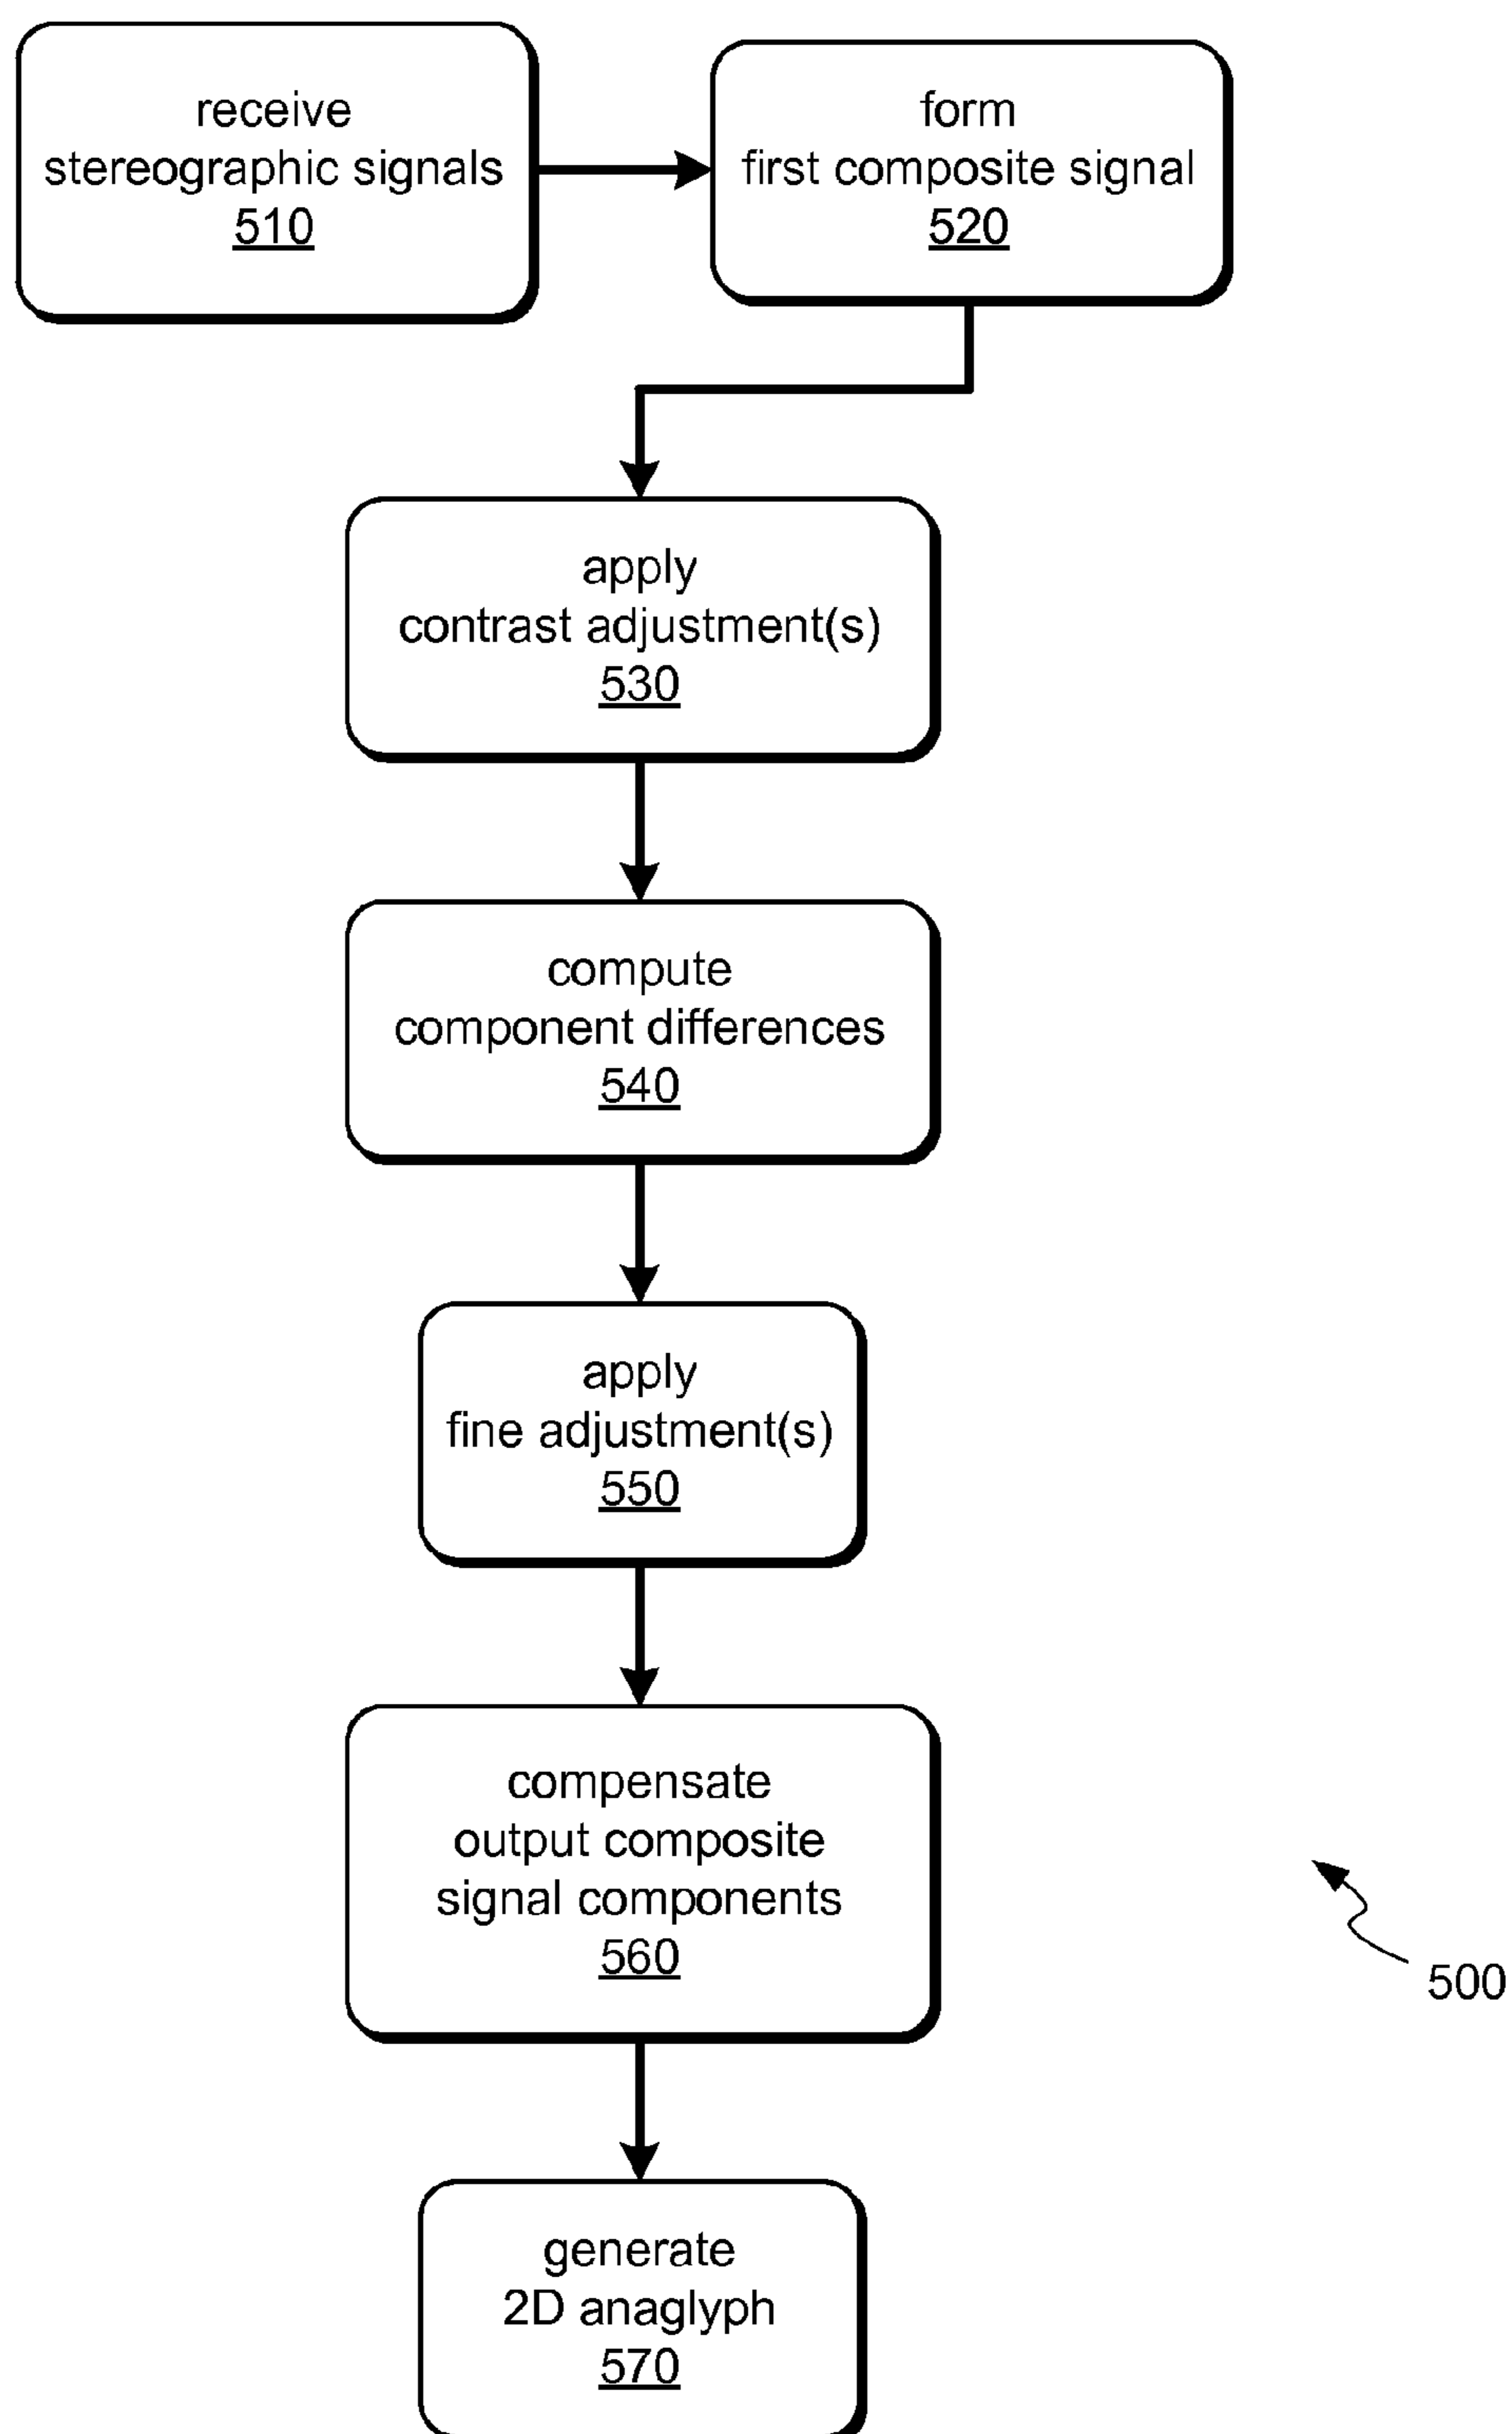 receive
stereographic signals
510
form
first composite signal
520
apply
contrast adjustment(s)
530
compute
component differences
540
apply
fine adjustment(s)
550
compensate
output composite
signal components
560
500
generate
2D anaglyph
570